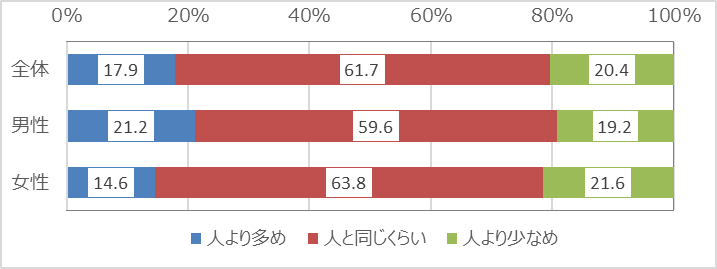 0% 20% 40% 60% 80% 100%
全体 17.9 61.7 20.4
男性 21.2 59.6 19.2
女性 14.6 63.8 21.6
人より多め 人と同じくらい 人より少なめ